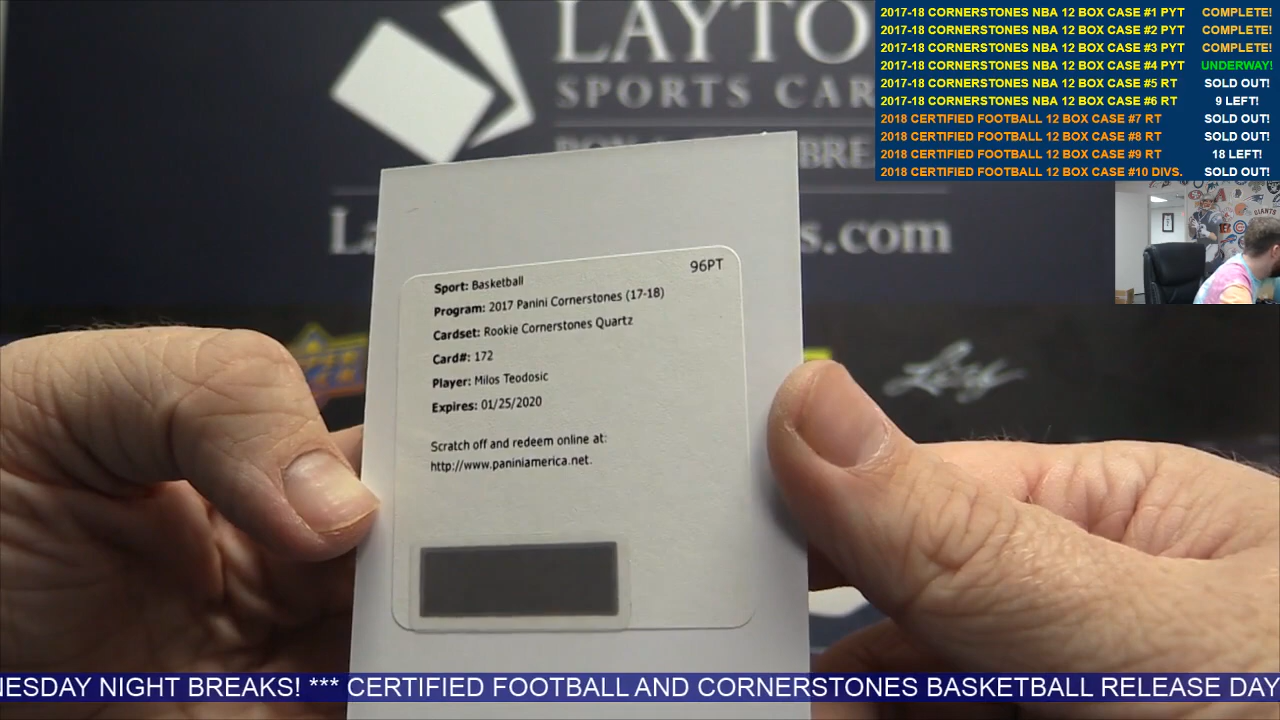 LAYTO
SPORTS CAR
BRE
La
s.com
Leaf
2017-18 CORNERSTONES NBA 12 BOX CASE #1 PYT COMPLETE!
2017-18 CORNERSTONES NBA 12 BOX CASE #2 PYT COMPLETE!
2017-18 CORNERSTONES NBA 12 BOX CASE #3 PYT COMPLETE!
2017-18 CORNERSTONES NBA 12 BOX CASE #4 PYT UNDERWAY!
2017-18 CORNERSTONES NBA 12 BOX CASE #5 RT SOLD OUT!
2017-18 CORNERSTONES NBA 12 BOX CASE #6 RT 9 LEFT!
2018 CERTIFIED FOOTBALL 12 BOX CASE #7 RT SOLD OUT!
2018 CERTIFIED FOOTBALL 12 BOX CASE #8 RT SOLD OUT!
2018 CERTIFIED FOOTBALL 12 BOX CASE #9 RT 18 LEFT!
2018 CERTIFIED FOOTBALL 12 BOX CASE #10 DIVS. SOLD OUT!
GIANTS
96PT
Sport: Basketball
Program: 2017 Panini Cornerstones (17-18)
Cardset: Rookie Cornerstones Quartz
Card#: 172
Player: Milos Teodosic
Expires: 01/25/2020
Scratch off and redeem online at:
http://www.paniniamerica.net.
NESDAY NIGHT BREAKS! *** CERTIFIED FOOTBALL AND CORNERSTONES BASKETBALL RELEASE DAY